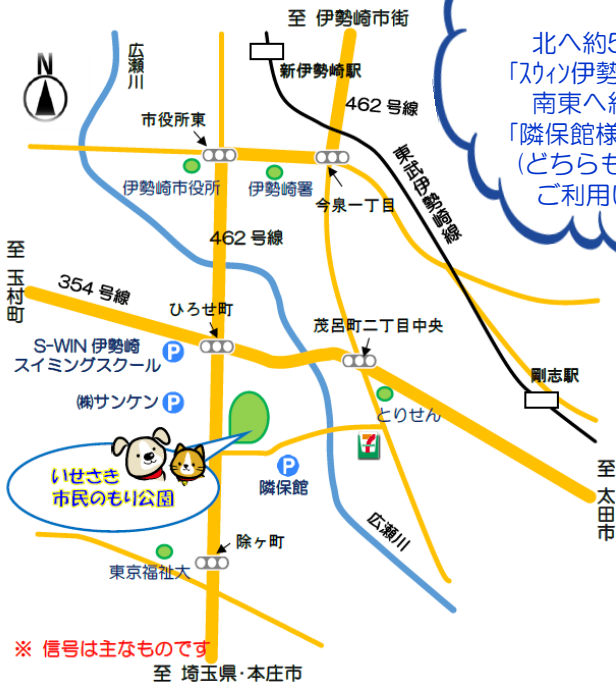 至 伊勢崎市街
広瀬川
N
新伊勢崎駅
462 号線
市役所東
伊勢崎市役所
伊勢崎署
今泉一丁目
東武伊勢崎線
北へ約5
「スウィン伊勢
南東へ約
「隣保館様
(どちらも
ご利用
462 号線
至 玉村町
354 号線
ひろせ町
茂呂町二丁目中央
S-WIN 伊勢崎
スイミングスクール
P
(株)サンケン
P
剛志駅
とりせん
7
いせさき
市民のもり公園
P
隣保館
至 太田市
広瀬川
除ヶ町
東京福祉大
※ 信号は主なものです
至 埼玉県・本庄市